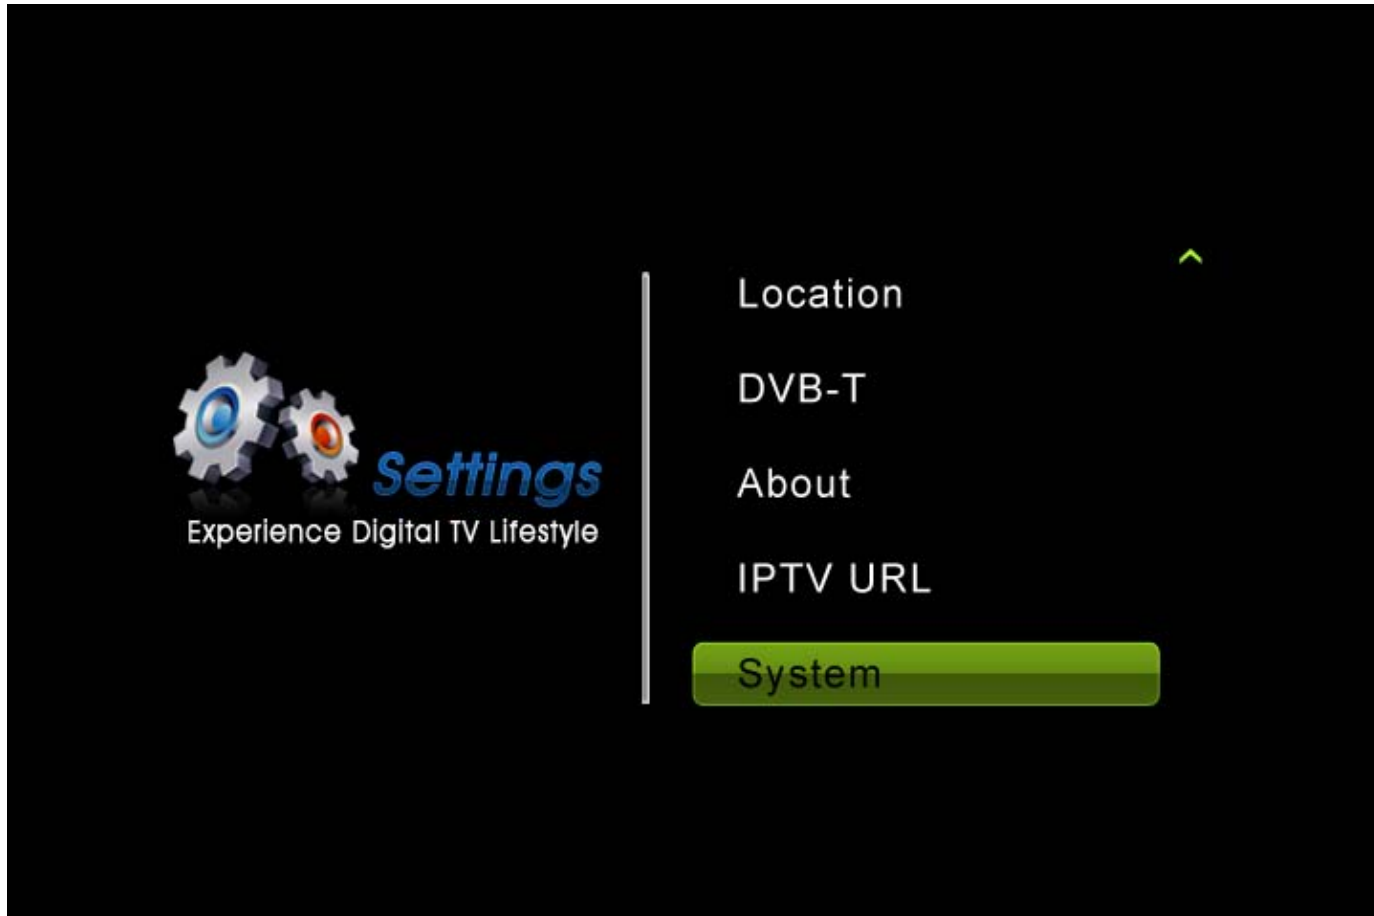 Settings
Experience Digital TV Lifestyle
Location
DVB-T
About
IPTV URL
System